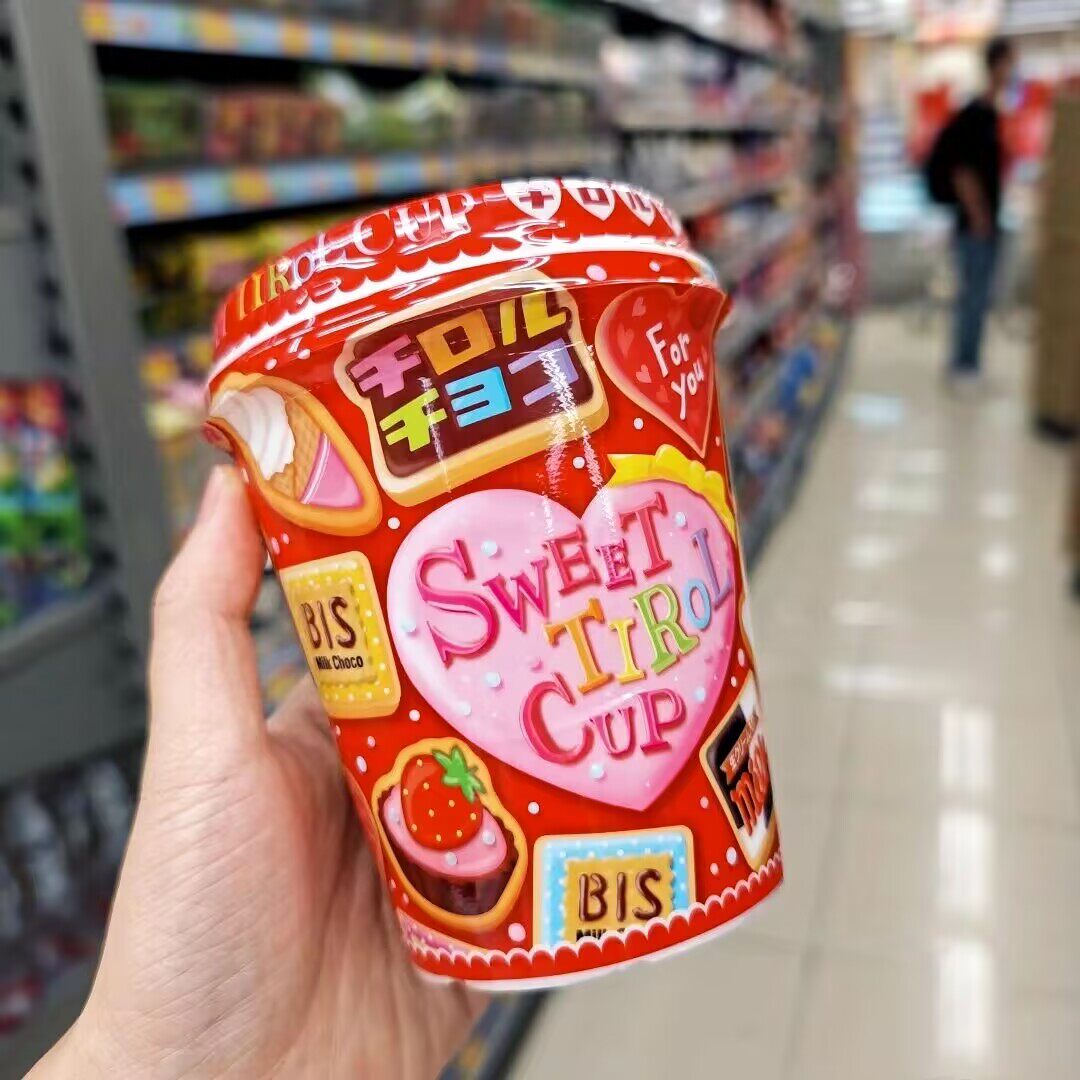 TIROL CUP
チロル
チョコ
For
you
SWEET
TIROL
CUP
BIS
Milk Choco
BIS